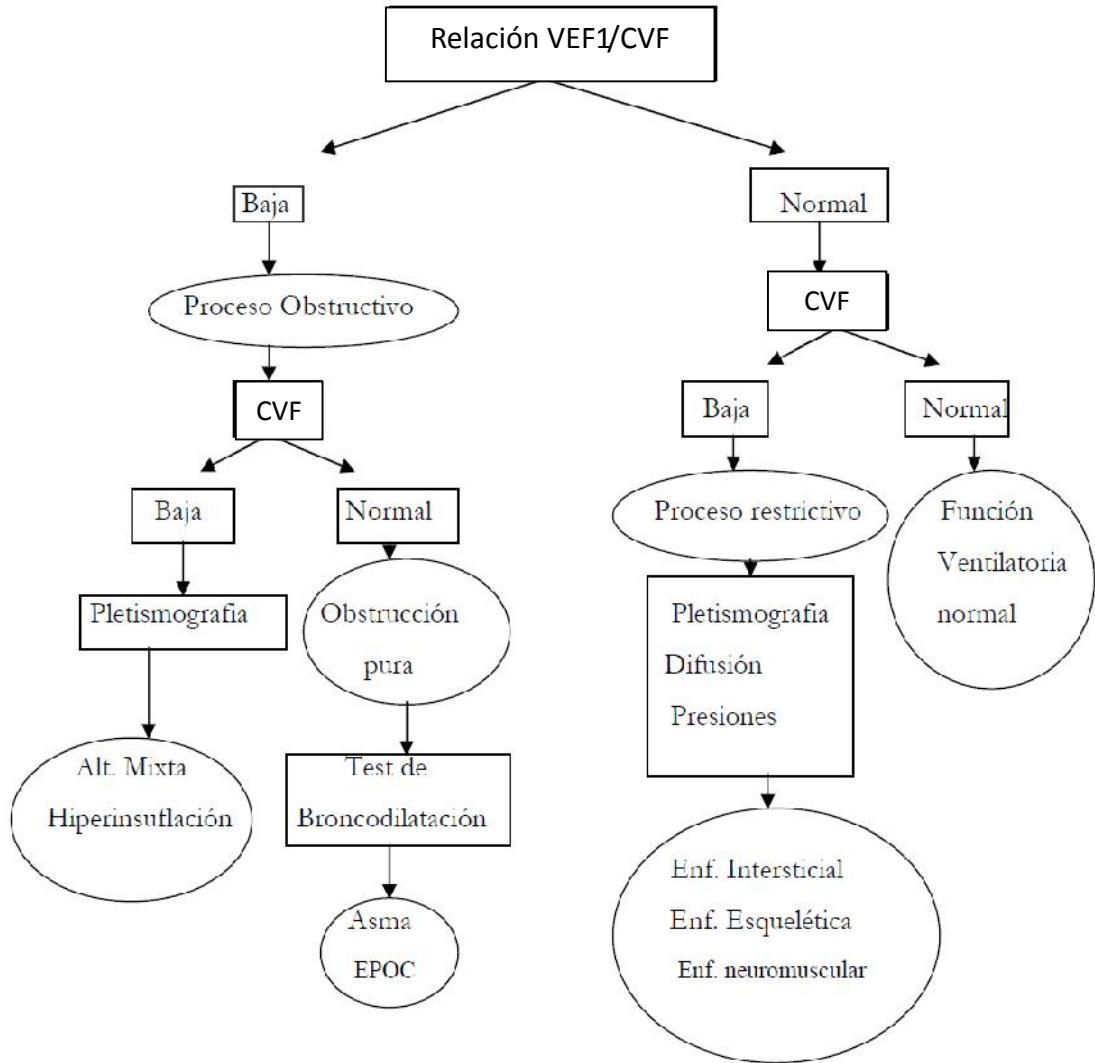 Relación VEF1/CVF
Baja
Proceso Obstructivo
CVF
Baja
Pletismografia
Alt. Mixta
Hiperinsuflación
Normal
Obstrucción
pura
Test de
Broncodilatación
Asma
EPOC
Normal
CVF
Baja
Proceso restrictivo
Pletismografia
Difusión
Presiones
Enf. Intersticial
Enf. Esquelética
Enf. neuromuscular
Normal
Función
Ventilatoria
normal